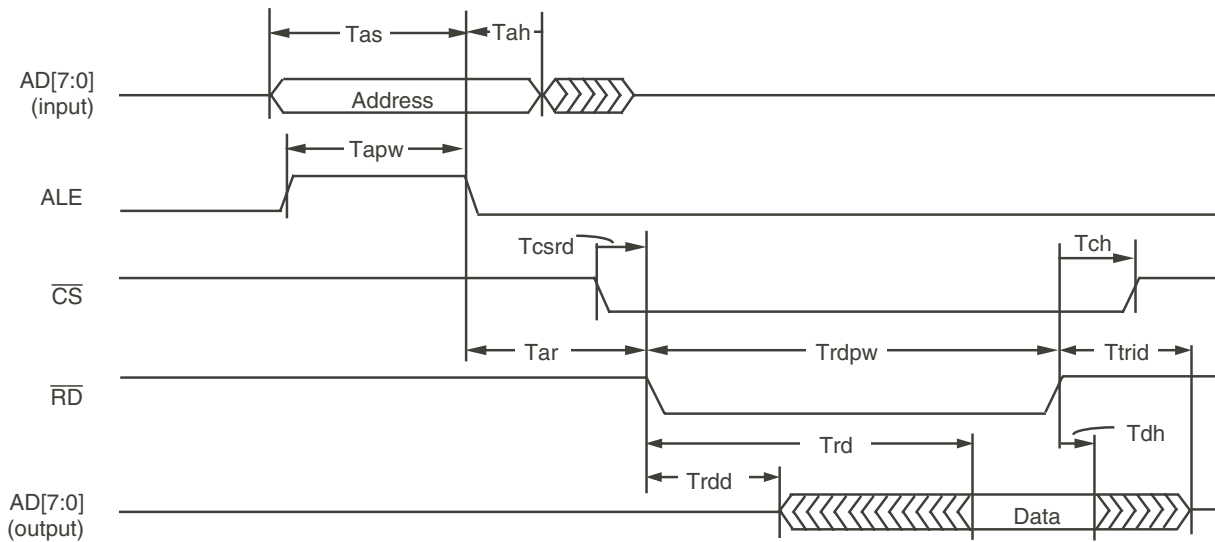 Tas
Tah
AD[7:0]
(input)
Address
Tapw
ALE
Tcsrd
Tch
CS
Tar
Trdpw
Ttrid
RD
Trd
Tdh
Trdd
AD[7:0]
(output)
Data